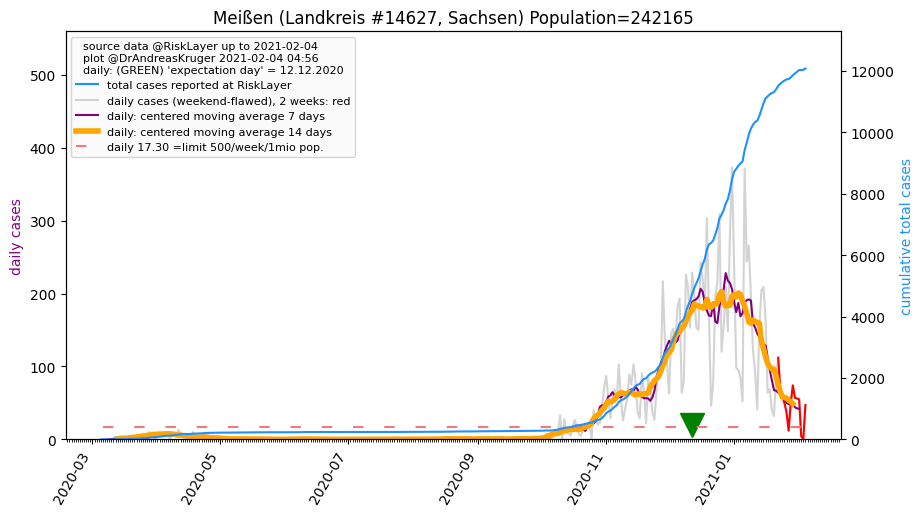 Meißen (Landkreis #14627, Sachsen) Population=242165
source data @RiskLayer up to 2021-02-04
plot @DrAndreasKruger 2021-02-04 04:56
daily: (GREEN) 'expectation day' = 12.12.2020
total cases reported at RiskLayer
daily cases (weekend-flawed), 2 weeks: red
daily: centered moving average 7 days
daily: centered moving average 14 days
daily 17.30 =limit 500/week/1mio pop.
daily cases
500
400
300
200
100
0
cumulative total cases
12000
10000
8000
6000
4000
2000
0
2020-03
2020-05
2020-07
2020-09
2020-11
2021-01